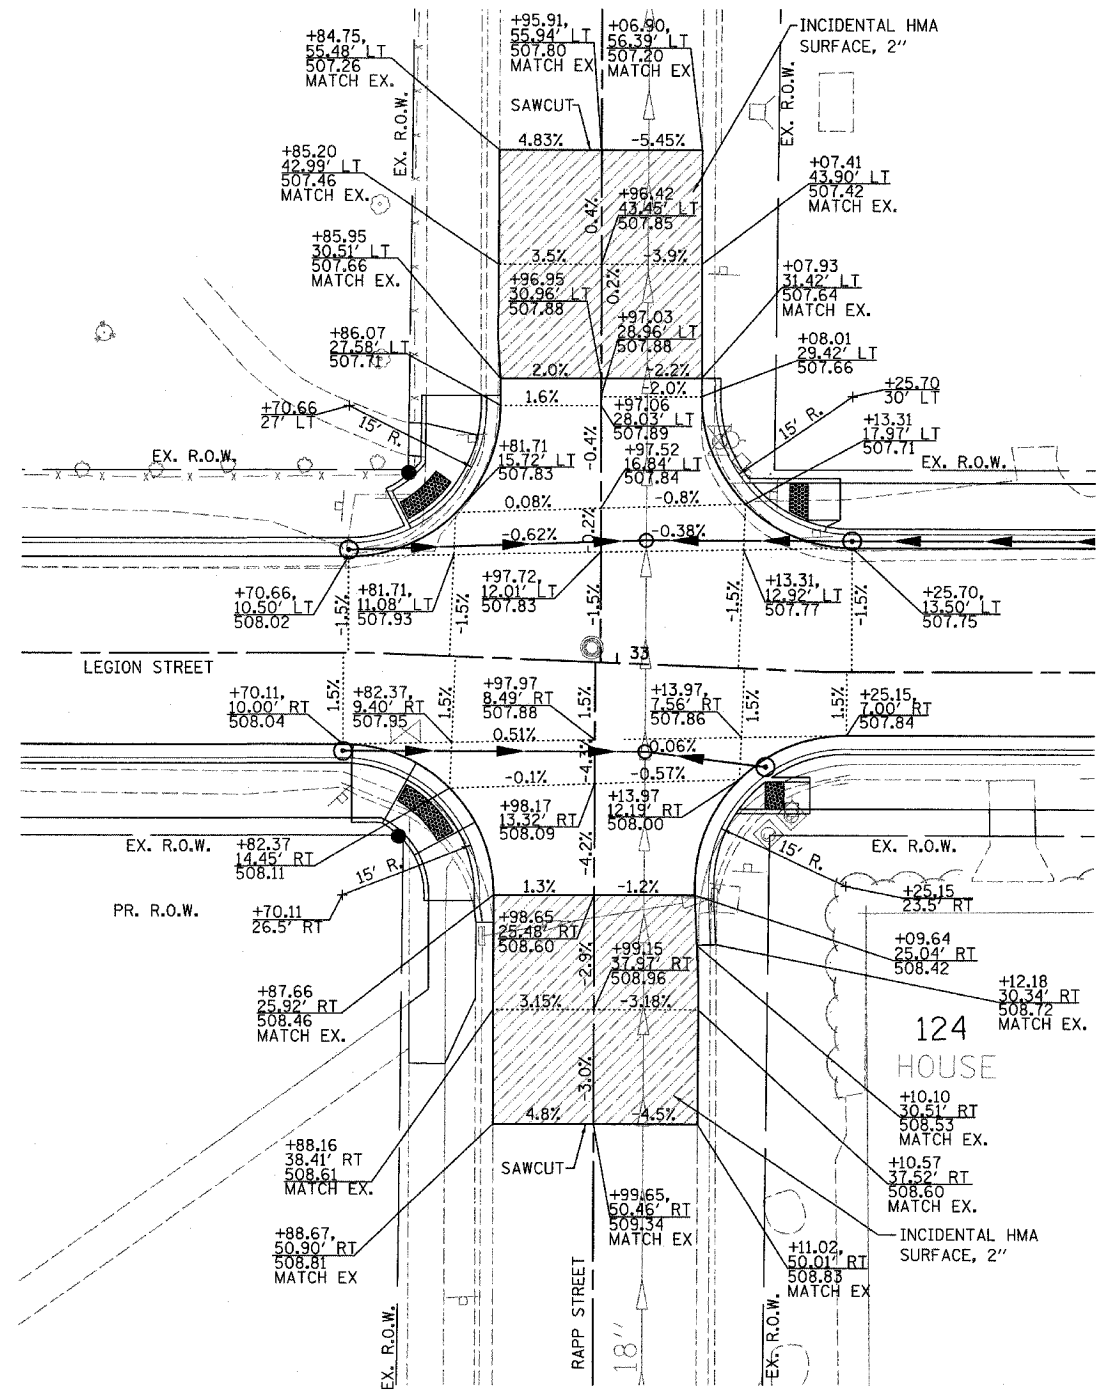 +84.75,
55.48' LT
507.26
MATCH EX.
+95.91,
55.94' LT
507.80
MATCH EX
+06.90,
56.39' LT
507.20
MATCH EX
INCIDENTAL HMA
SURFACE, 2"
EX. R.O.W.
SAWCUT
EX. R.O.W.
4.83%
-5.45%
+85.20
42.99' LT
507.46
MATCH EX.
+07.41
43.90' LT
507.42
MATCH EX.
+96.42
43.45' LT
507.85
0.4%
+85.95
30.51' LT
507.66
MATCH EX.
3.5%
-3.9%
+96.95
30.96' LT
507.88
0.2%
+07.93
31.42' LT
507.64
MATCH EX.
+97.03
28.96' LT
507.88
+86.07
27.58' LT
507.71
+08.01
29.42' LT
507.66
2.0%
-2.2%
-2.0%
1.6%
+25.70
30' LT
+70.66
27' LT
15' R.
15' R.
+97.06
28.03' LT
507.89
+13.31
17.97' LT
507.71
+81.71
15.72' LT
507.83
-0.4%
+97.52
16.84' LT
507.84
EX. R.O.W.
EX. R.O.W.
0.08%
-0.8%
-0.62%
-0.2%
-0.38%
+70.66,
10.50' LT
508.02
-1.5%
+81.71,
11.08' LT
507.93
-1.5%
+97.72,
12.01' LT
507.83
-1.5%
+13.31,
12.92' LT
507.77
-1.5%
-1.5%
+25.70,
13.50' LT
507.75
LEGION STREET
33
+70.11,
10.00' RT
508.04
1.5%
+82.37,
9.40' RT
507.95
1.5%
+97.97
8.49' RT
507.88
1.5%
+13.97,
7.56' RT
507.86
1.5%
1.5%
+25.15,
7.00' RT
507.84
0.51%
-4.3%
0.06%
-0.1%
-0.57%
+98.17
13.32' RT
508.09
+13.97
12.19' RT
508.00
EX. R.O.W.
+82.37
14.45' RT
508.11
-4.2%
EX. R.O.W.
15' R.
15' R.
PR. R.O.W.
+70.11
26.5' RT
1.3%
-1.2%
+25.15
23.5' RT
+98.65
25.48' RT
508.60
-2.9%
+99.15
37.97' RT
508.96
+09.64
25.04' RT
508.42
+87.66
25.92' RT
508.46
MATCH EX.
+12.18
30.34' RT
508.72
MATCH EX.
3.15%
-3.18%
124
HOUSE
-3.0%
+10.10
30.51' RT
508.53
MATCH EX.
4.8%
-4.5%
+88.16
38.41' RT
508.61
MATCH EX.
SAWCUT
+10.57
37.52' RT
508.60
MATCH EX.
+99.65,
50.46' RT
509.34
MATCH EX
+88.67,
50.90' RT
508.81
MATCH EX
INCIDENTAL HMA
SURFACE, 2"
+11.02,
50.01' RT
508.83
MATCH EX
EX. R.O.W.
RAPP STREET
18"
EX. R.O.W.